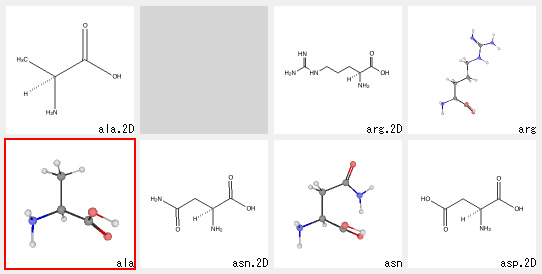 O
H₃C
OH
H
H₂N
ala.2D
NH
H₂N
HN
O
OH
H
NH₂
arg.2D
arg
ala
O
O
H₂N
OH
H
NH₂
asn.2D
asn
O
O
HO
OH
H
NH₂
asp.2D